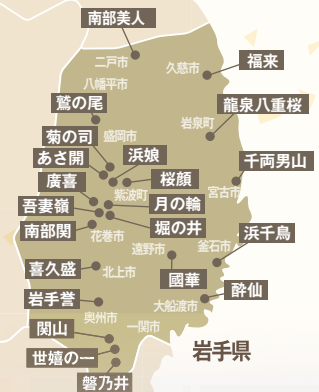 南部美人
二戸市
久慈市
福来
八幡平市
鷲の尾
龍泉八重桜
岩泉町
菊の司
盛岡市
あさ開
浜娘
千両男山
廣喜
桜顔
紫波町
宮古市
吾妻嶺
月の輪
南部関
堀の井
花巻市
浜千鳥
遠野市
釜石市
喜久盛
北上市
國華
酔仙
岩手誉
大船渡市
奥州市
関山
一関市
世嬉の一
岩手県
磐乃井